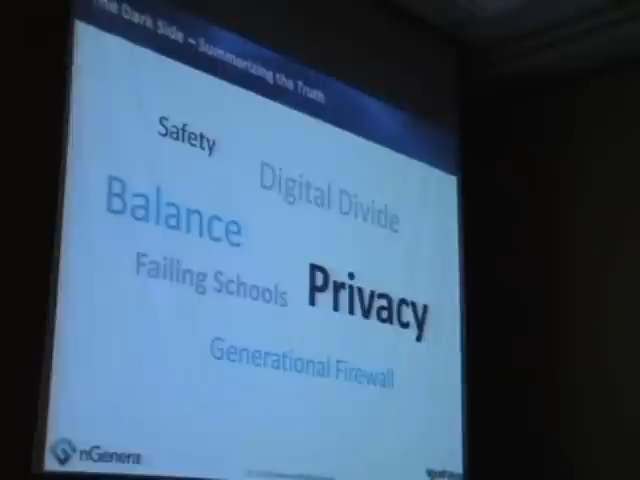 The Dark Side – Summarizing the Truth
Safety
Digital Divide
Balance
Failing Schools
Privacy
Generational Firewall
nGenera